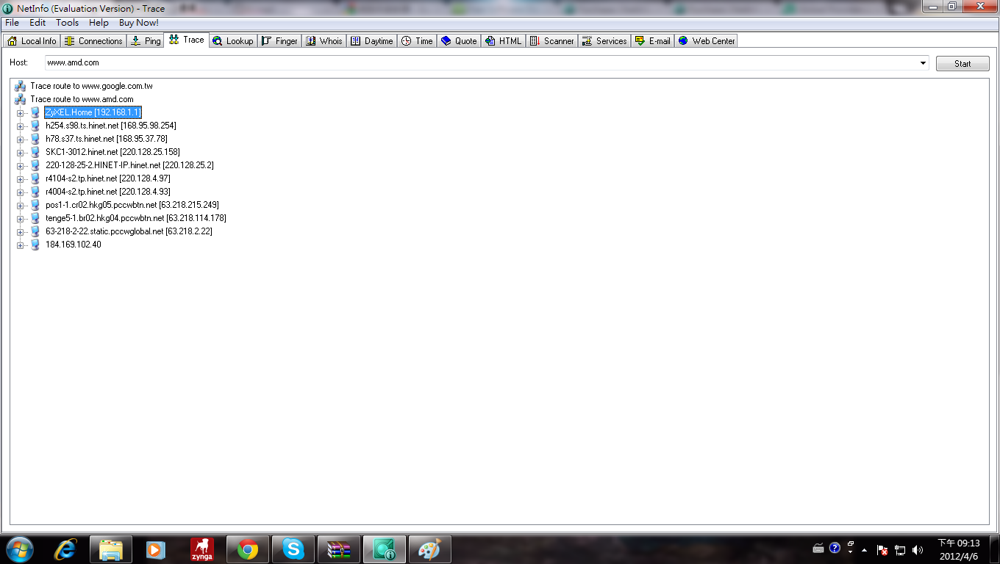 NetInfo (Evaluation Version) - Trace
File Edit Tools Help Buy Now!
Local Info Connections Ping Trace Lookup Finger Whois Daytime Time Quote HTML Scanner Services E-mail Web Center
Host: www.amd.com Start
Trace route to www.google.com.tw
Trace route to www.amd.com
ZyXEL.Home [192.168.1.1]
h254.s98.ts.hinet.net [168.95.98.254]
h78.s37.ts.hinet.net [168.95.37.78]
SKC1-3012.hinet.net [220.128.25.158]
220-128-25-2.HINET-IP.hinet.net [220.128.25.2]
r4104-s2.tp.hinet.net [220.128.4.97]
r4004-s2.tp.hinet.net [220.128.4.93]
pos1-1.cr02.hkg05.pccwbtn.net [63.218.215.249]
tenge5-1.br02.hkg04.pccwbtn.net [63.218.114.178]
63-218-2-22.static.pccwglobal.net [63.218.2.22]
184.169.102.40
zynga
下午 09:13
2012/4/6